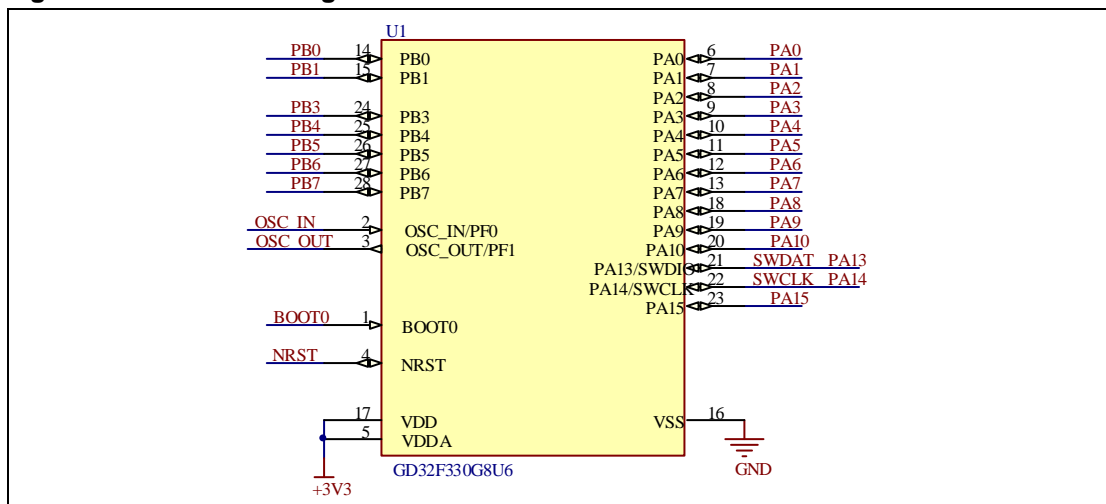 U1
PB0 14 PB0 PA0 6 PA0
PB1 15 PB1 PA1 7 PA1
PA2 8 PA2
PB3 24 PB3 PA3 9 PA3
PB4 25 PB4 PA4 10 PA4
PB5 26 PB5 PA5 11 PA5
PB6 27 PB6 PA6 12 PA6
PB7 28 PB7 PA7 13 PA7
PA8 18 PA8
OSC_IN 2 OSC_IN/PF0 PA9 19 PA9
OSC_OUT 3 OSC_OUT/PF1 PA10 20 PA10
PA13/SWDIO 21 SWDAT PA13
PA14/SWCLK 22 SWCLK PA14
PA15 23 PA15
BOOT0 1 BOOT0
NRST 4 NRST
17 VDD VSS 16
5 VDDA
GD32F330G8U6 GND
+3V3